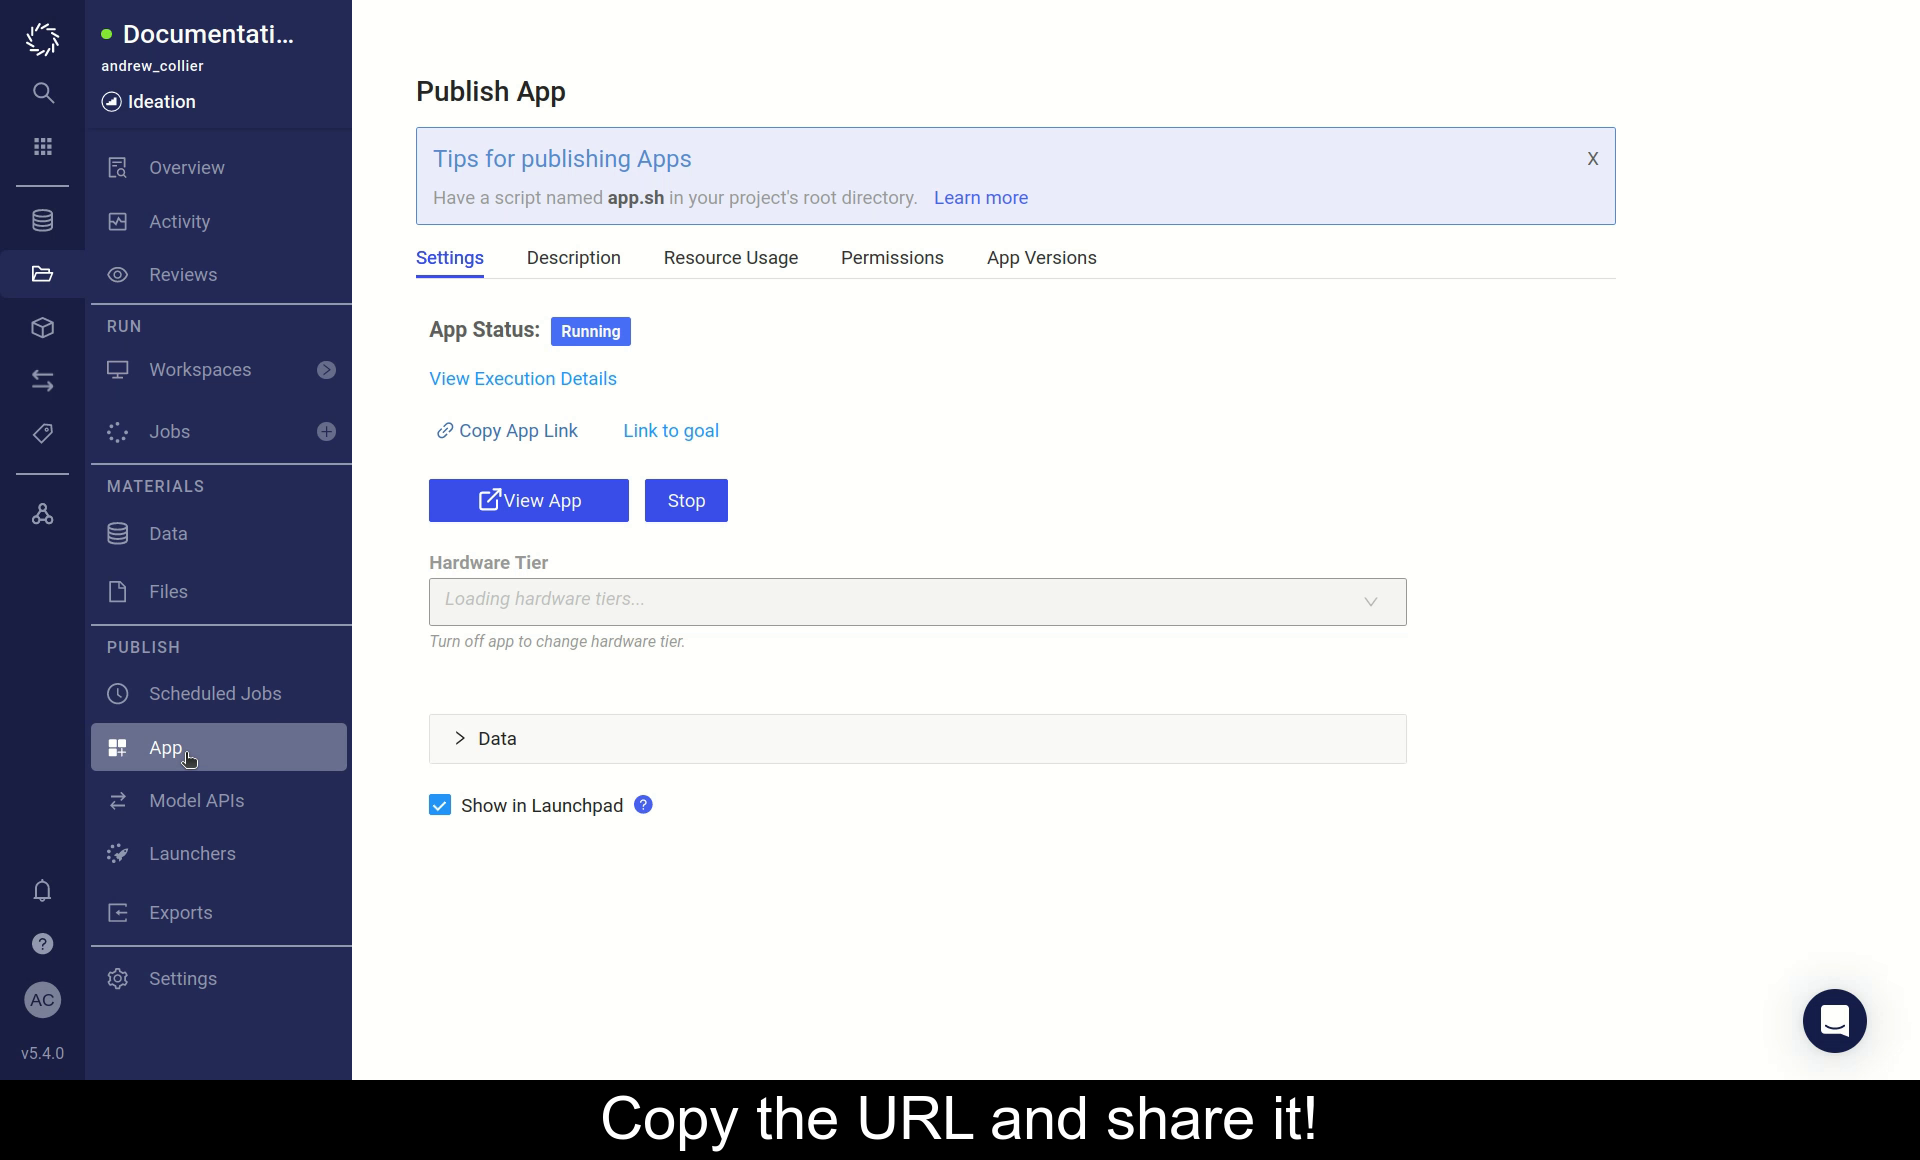 Documentati...
andrew_collier
Ideation
Overview
Activity
Reviews
RUN
Workspaces
Jobs
MATERIALS
Data
Files
PUBLISH
Scheduled Jobs
App
Model APIs
Launchers
Exports
Settings
AC
v5.4.0
Publish App
Tips for publishing Apps
X
Have a script named app.sh in your project's root directory. Learn more
Settings Description Resource Usage Permissions App Versions
App Status: Running
View Execution Details
Copy App Link Link to goal
View App Stop
Hardware Tier
Loading hardware tiers...
Turn off app to change hardware tier.
> Data
Show in Launchpad ?
Copy the URL and share it!